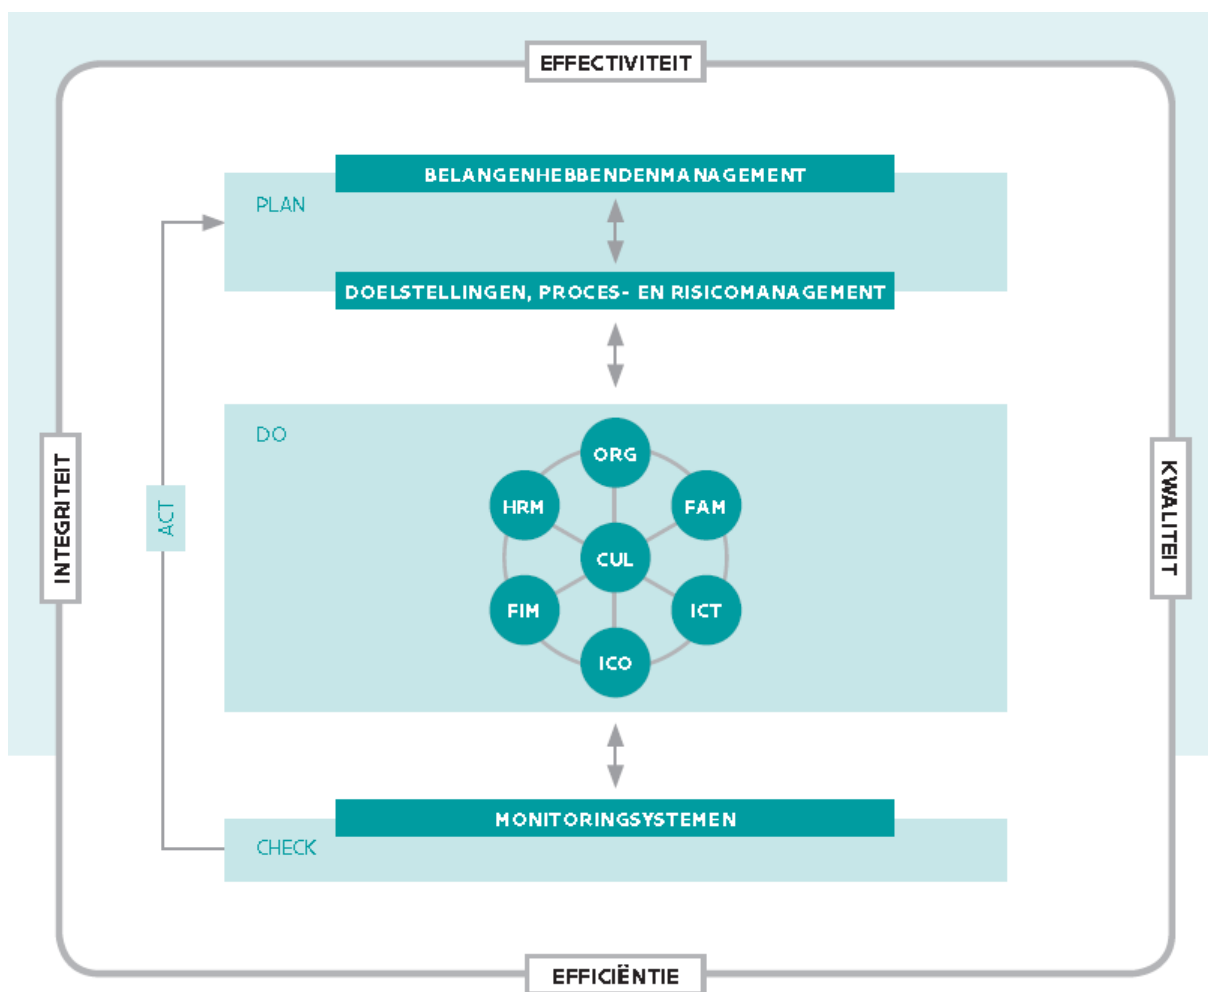 EFFECTIVITEIT
BELANGENHEBBENDENMANAGEMENT
PLAN
DOELSTELLINGEN, PROCES- EN RISICOMANAGEMENT
DO
ORG
HRM
FAM
INTEGRITEIT
ACT
CUL
KWALITEIT
FIM
ICT
ICO
MONITORINGSYSTEMEN
CHECK
EFFICIËNTIE